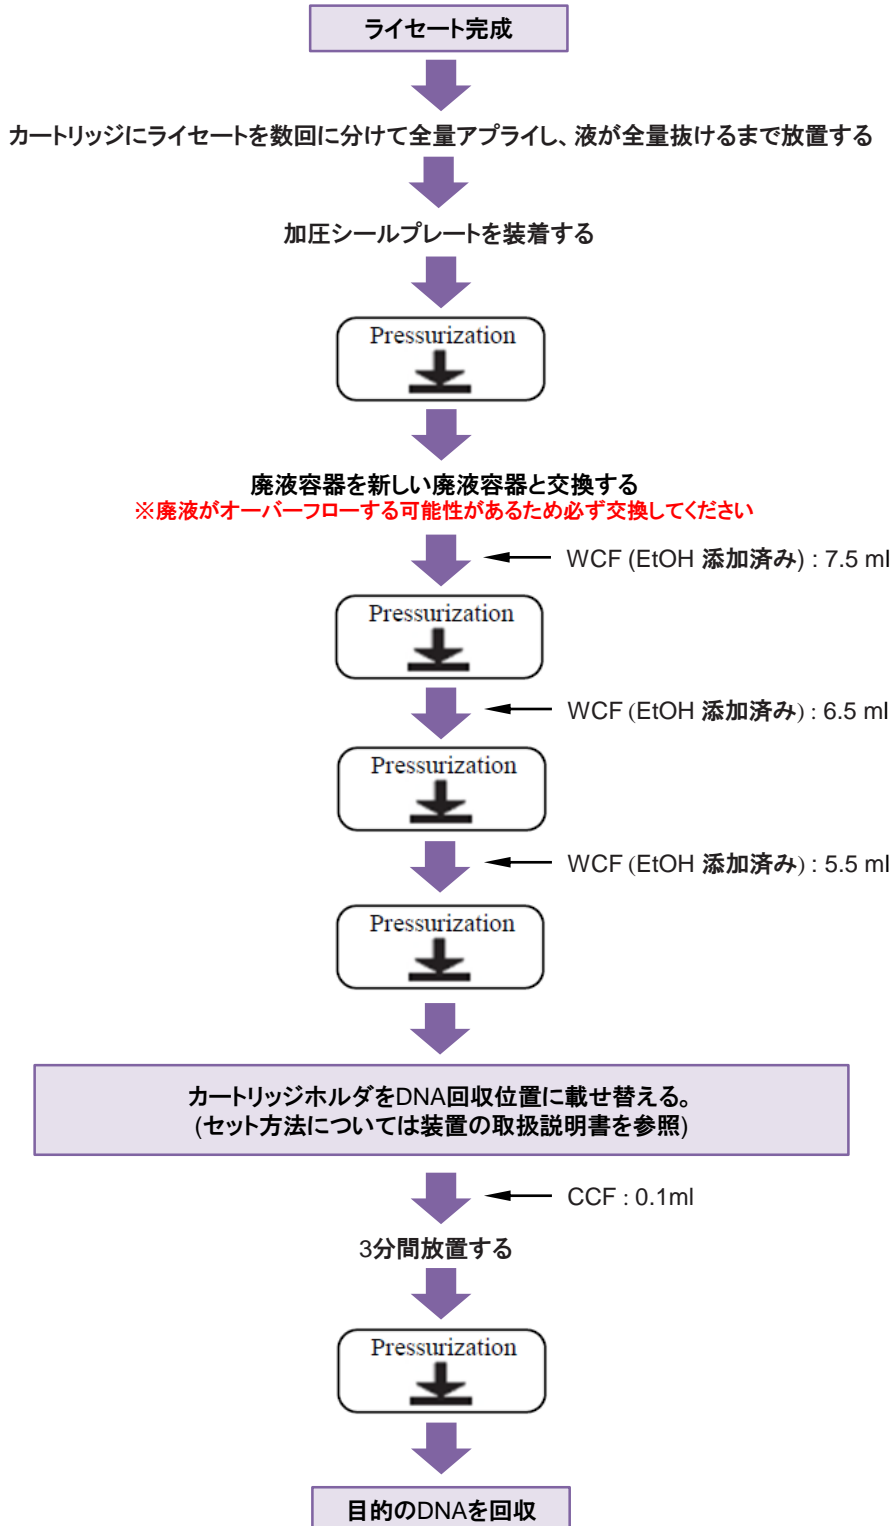 ライセート完成
カートリッジにライセートを数回に分けて全量アプライし、液が全量抜けるまで放置する
加圧シールプレートを装着する
Pressurization
廃液容器を新しい廃液容器と交換する
※廃液がオーバーフローする可能性があるため必ず交換してください
WCF (EtOH 添加済み) : 7.5 ml
Pressurization
WCF (EtOH 添加済み) : 6.5 ml
Pressurization
WCF (EtOH 添加済み) : 5.5 ml
Pressurization
カートリッジホルダをDNA回収位置に載せ替える。
(セット方法については装置の取扱説明書を参照)
CCF : 0.1ml
3分間放置する
Pressurization
目的のDNAを回収